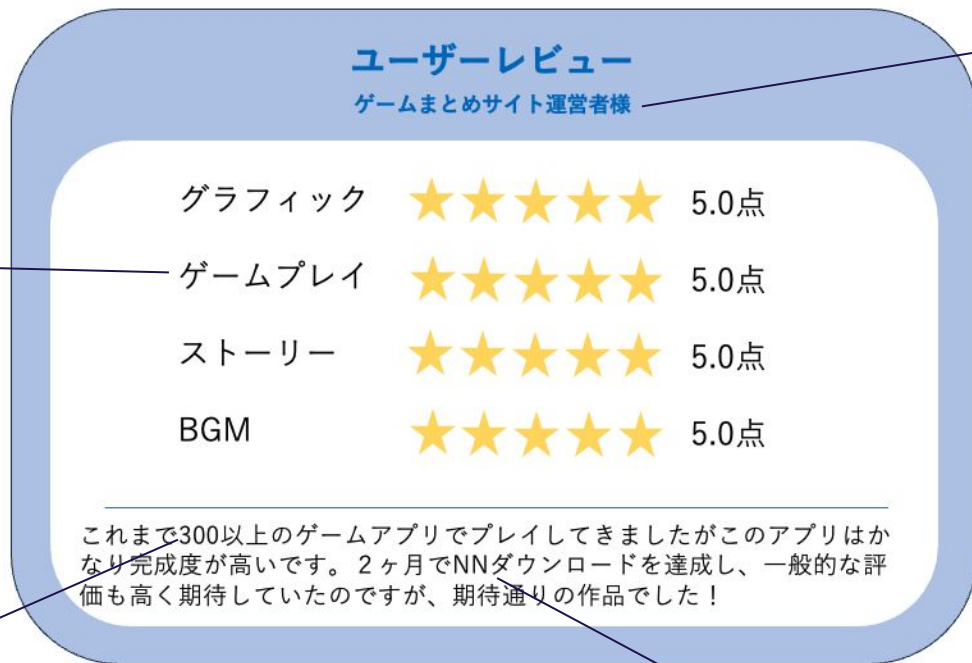 ユーザーレビュー
ゲームまとめサイト運営者様
グラフィック ★★★★★ 5.0点
ゲームプレイ ★★★★★ 5.0点
ストーリー ★★★★★ 5.0点
BGM ★★★★★ 5.0点
これまで300以上のゲームアプリでプレイしてきましたがこのアプリはか
なり完成度が高いです。２ヶ月でNNダウンロードを達成し、一般的な評
価も高く期待していたのですが、期待通りの作品でした！